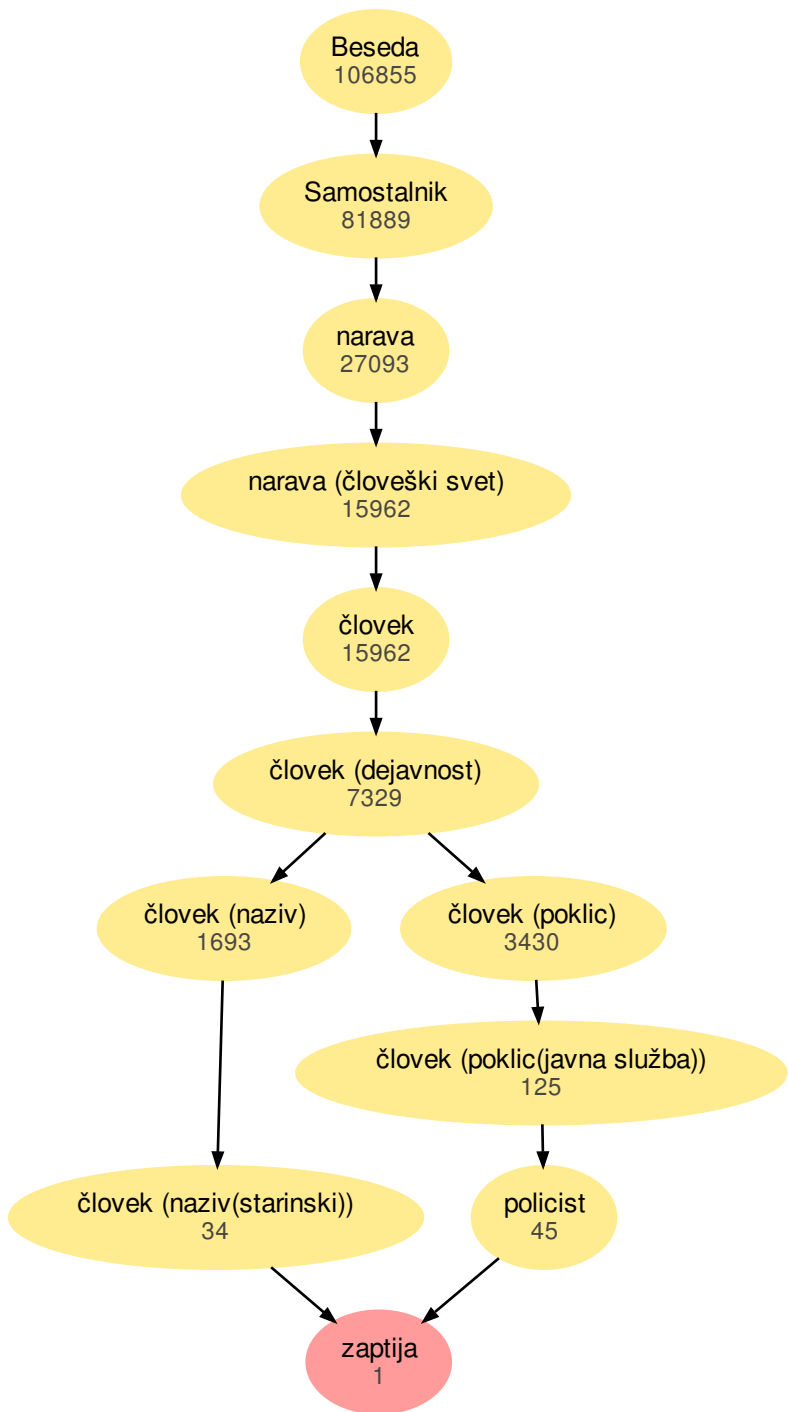 Beseda
106855
Samostalnik
81889
narava
27093
narava (človeški svet)
15962
človek
15962
človek (dejavnost)
7329
človek (naziv)
1693
človek (poklic)
3430
človek (poklic(javna služba))
125
človek (naziv(starinski))
34
policist
45
zaptija
1